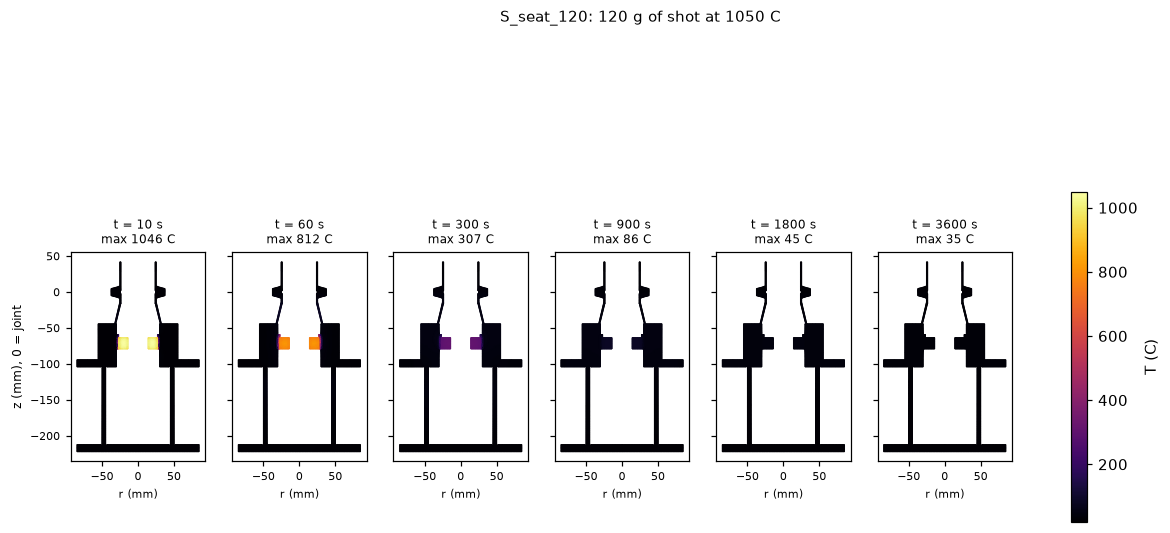 S_seat_120: 120 g of shot at 1050 C
t = 10 s
max 1046 C
t = 60 s
max 812 C
t = 300 s
max 307 C
t = 900 s
max 86 C
t = 1800 s
max 45 C
t = 3600 s
max 35 C
50
0
−50
−100
−150
−200
z (mm), 0 = joint
−50 0 50
r (mm)
−50 0 50
r (mm)
−50 0 50
r (mm)
−50 0 50
r (mm)
−50 0 50
r (mm)
−50 0 50
r (mm)
1000
800
600
400
200
T (C)